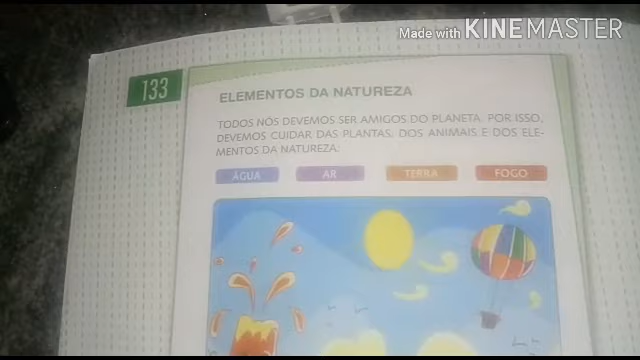 Made with KINEMASTER
133
ELEMENTOS DA NATUREZA
TODOS NÓS DEVEMOS SER AMIGOS DO PLANETA. POR ISSO,
DEVEMOS CUIDAR DAS PLANTAS, DOS ANIMAIS E DOS ELE-
MENTOS DA NATUREZA:
ÁGUA AR TERRA FOGO